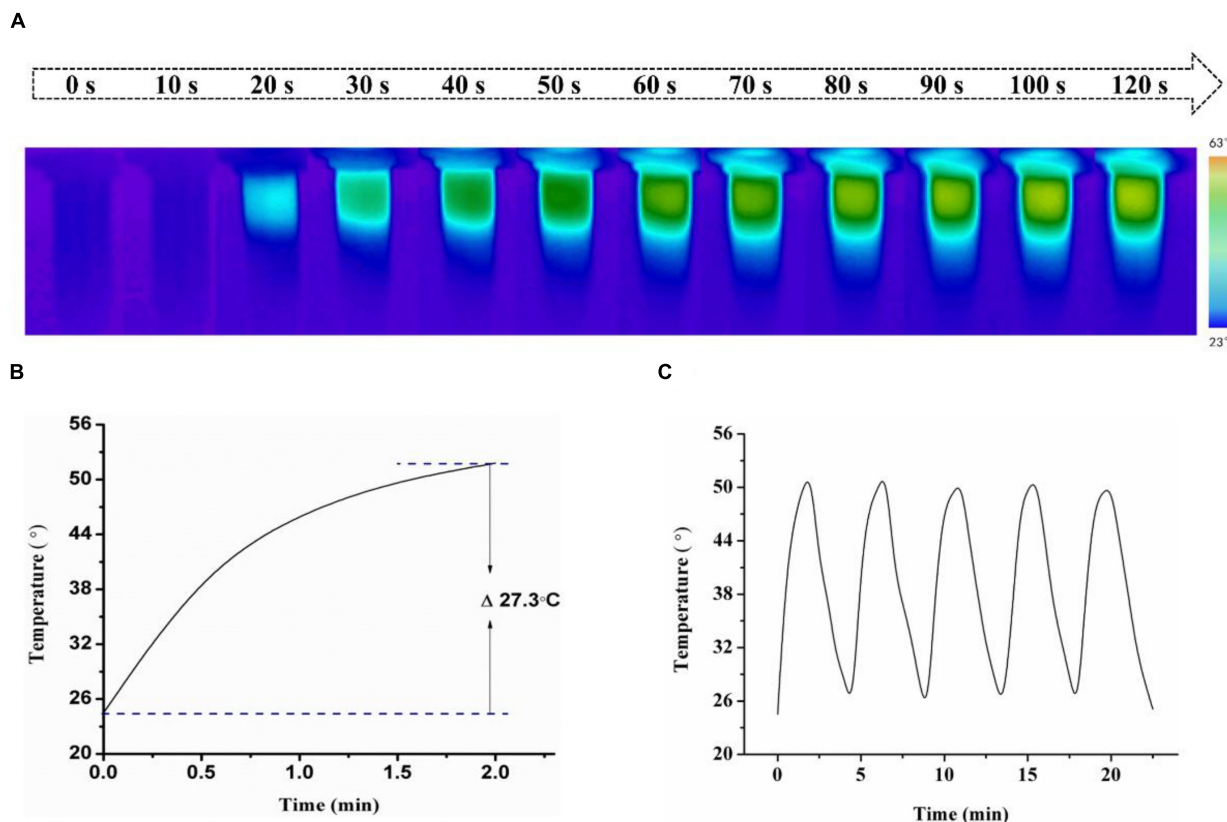 A
0 s 10 s 20 s 30 s 40 s 50 s 60 s 70 s 80 s 90 s 100 s 120 s
63°
23°
B
56
50
44
38
32
26
20
Temperature (°)
Δ 27.3°C
0.0 0.5 1.0 1.5 2.0
Time (min)
C
56
50
44
38
32
26
20
Temperature (°)
0 5 10 15 20
Time (min)